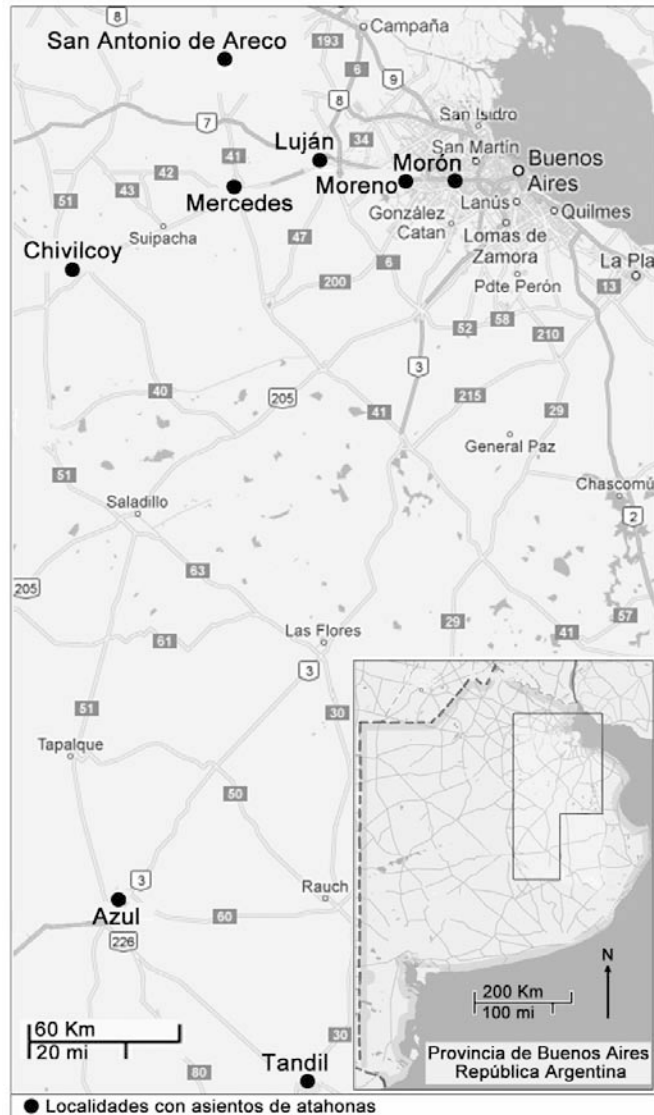 8
Campaña
San Antonio de Areco
193
6
9
8
7
San Isidro
34
Luján
San Martín
41
42
Morón
Buenos
Aires
43
Mercedes
Moreno
51
Lanús
Quilmes
González
Catan
Suipacha
47
Lomas de
Zamora
Chivilcoy
6
La Pla
200
Pdte Perón
13
58
52
210
3
40
205
215
41
29
General Paz
51
Chascomú
Saladillo
2
63
205
57
Las Flores
29
61
41
3
51
30
Tapalque
50
3
Rauch
Azul
60
226
N
200 Km
100 mi
60 Km
20 mi
30
Provincia de Buenos Aires
República Argentina
Tandil
80
Localidades con asientos de atahonas